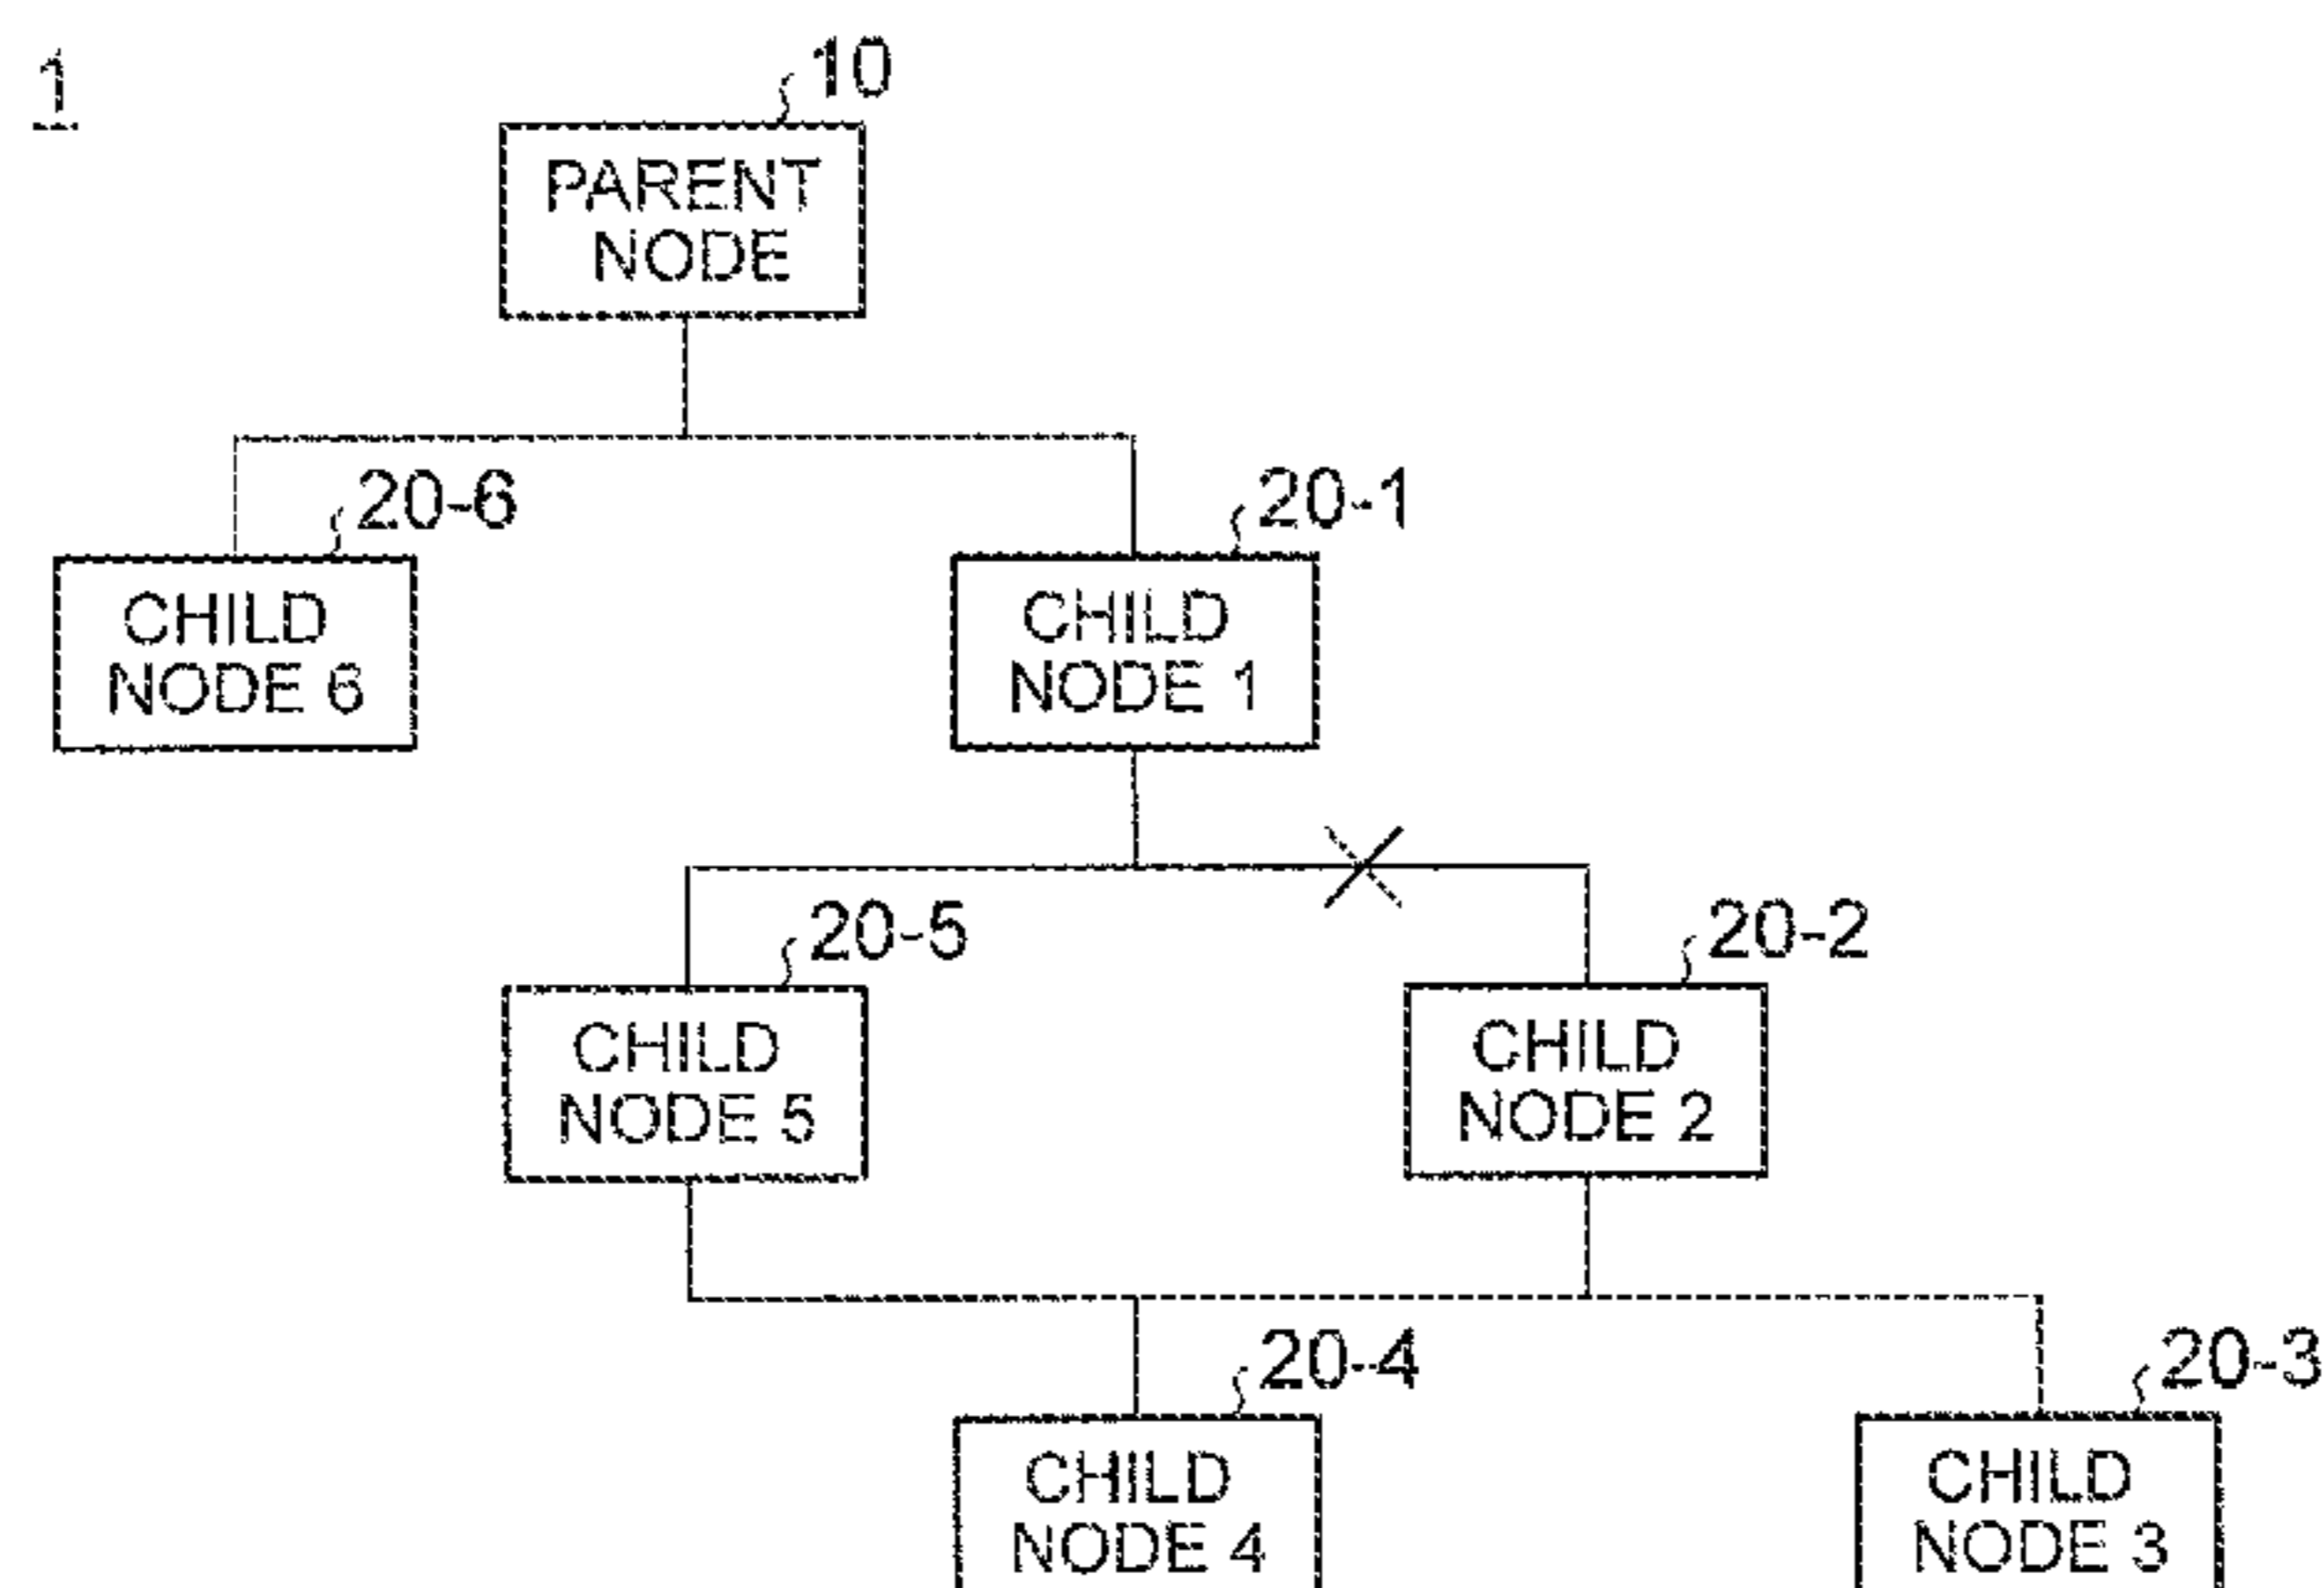 1
10
PARENT
NODE
20-6
20-1
CHILD
NODE 6
CHILD
NODE 1
20-5
20-2
CHILD
NODE 5
CHILD
NODE 2
20-4
20-3
CHILD
NODE 4
CHILD
NODE 3